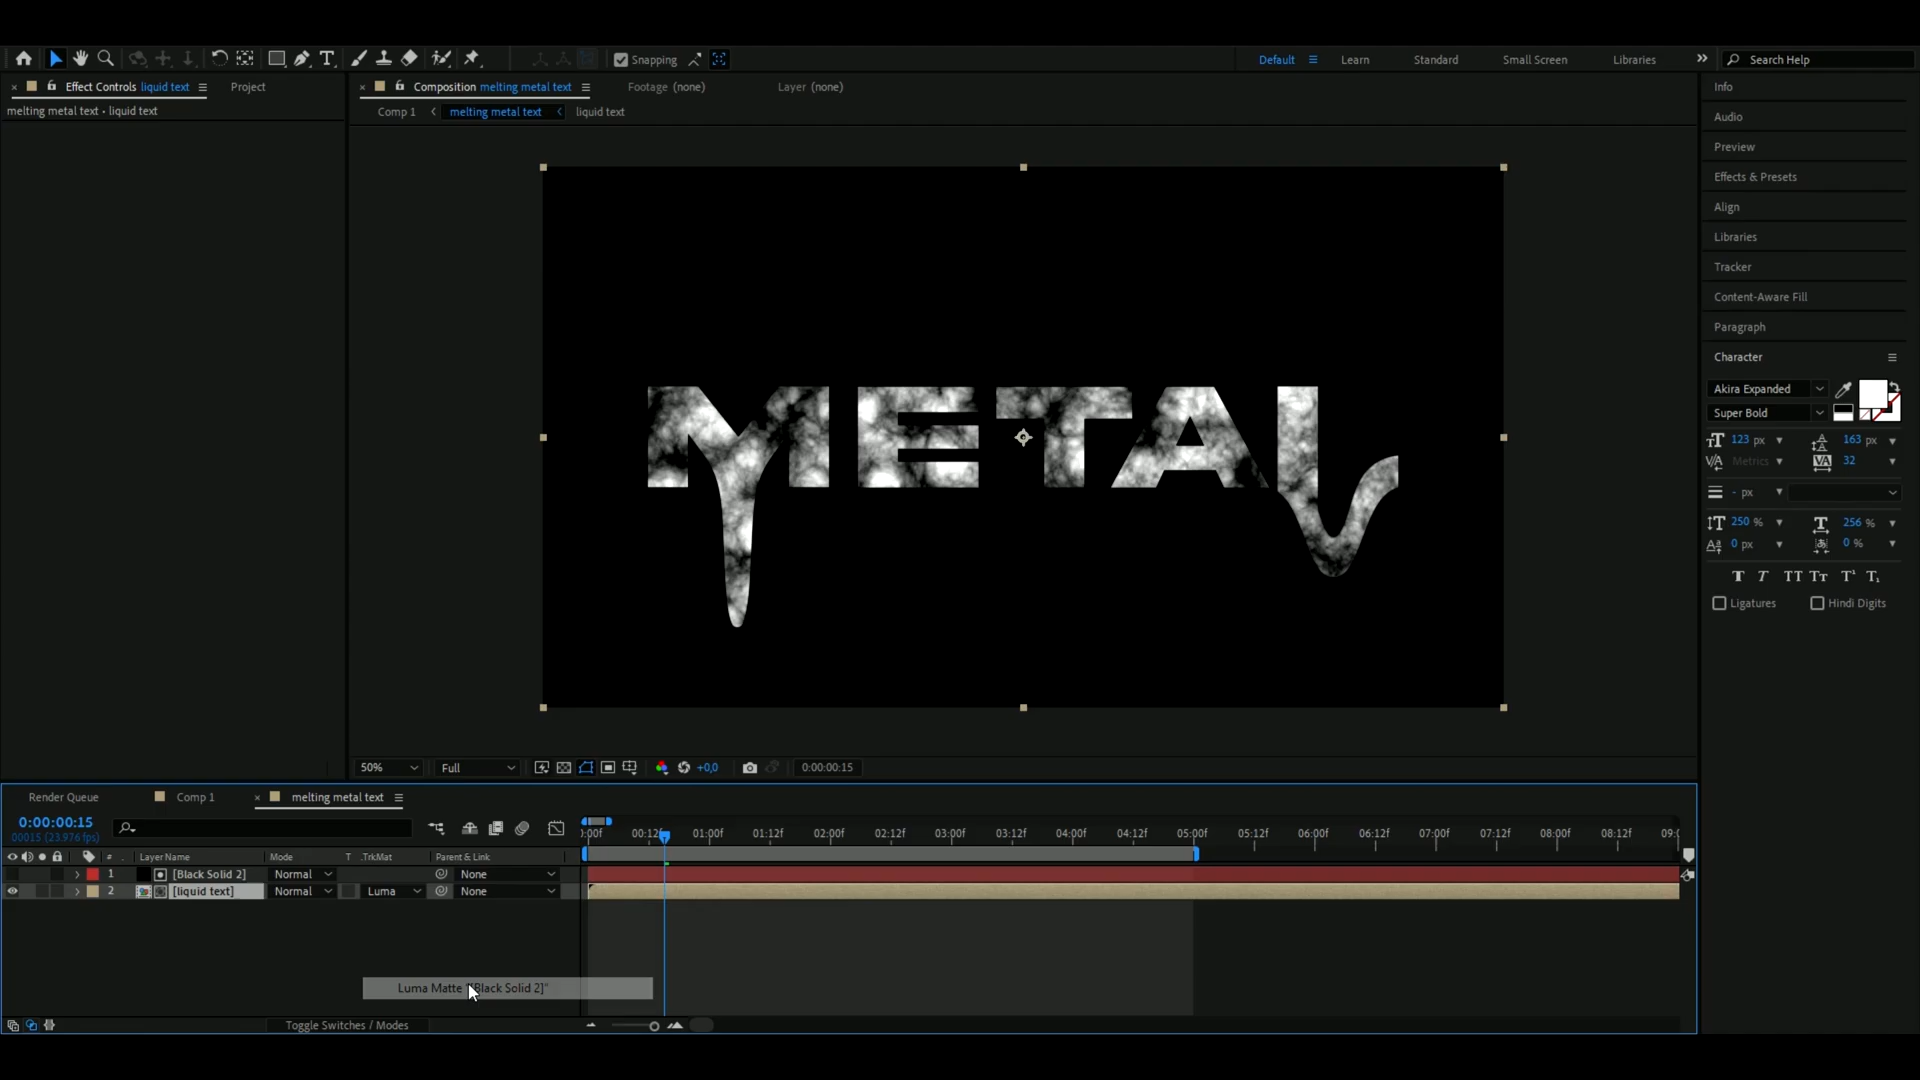 Snapping
Default
Learn
Standard
Small Screen
Libraries
Search Help
Effect Controls liquid text
Project
Composition melting metal text
Footage (none)
Layer (none)
Info
melting metal text • liquid text
Comp 1
melting metal text
liquid text
Audio
Preview
Effects & Presets
Align
Libraries
Tracker
Content-Aware Fill
Paragraph
Character
Akira Expanded
Super Bold
123 px
163 px
Metrics
32
- px
250 %
256 %
0 px
0 %
T T TT Tт T¹ T₁
Ligatures
Hindi Digits
METAL
50%
Full
+0,0
0:00:00:15
Render Queue
Comp 1
melting metal text
0:00:00:15
00015 (23.976 fps)
):00f 00:12f 01:00f 01:12f 02:00f 02:12f 03:00f 03:12f 04:00f 04:12f 05:00f 05:12f 06:00f 06:12f 07:00f 07:12f 08:00f 08:12f 09:(
# Layer Name Mode T .TrkMat Parent & Link
1 [Black Solid 2] Normal None
2 [liquid text] Normal Luma None
Luma Matte "[Black Solid 2]"
Toggle Switches / Modes